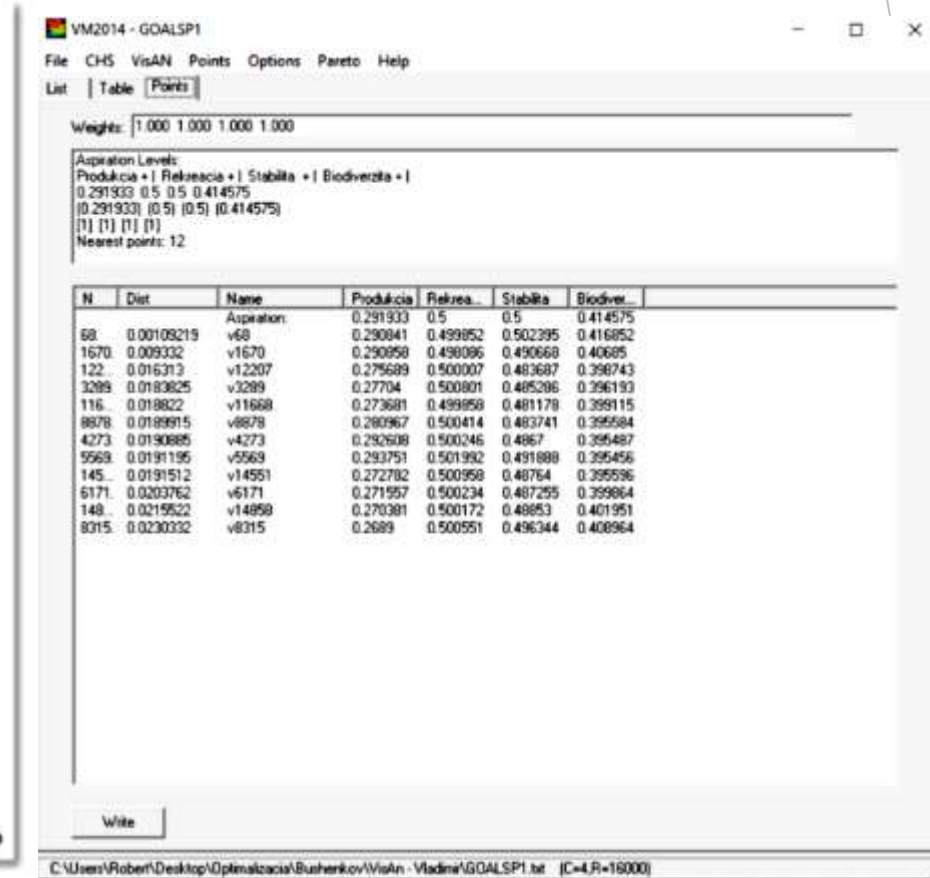 VM2014 - GOALSP1
File CHS VisAN Points Options Pareto Help
List Table Points
Weights: 1.000 1.000 1.000 1.000
Aspiration Levels:
Produkcia + | Rekreacia + | Stabilita + | Biodiverzita + |
0.291933 0.5 0.5 0.414575
(0.291933) (0.5) (0.5) (0.414575)
[1] [1] [1] [1]
Nearest points: 12
N Dist Name Produkcia Rekrea... Stabilita Biodiver...
Aspiration: 0.291933 0.5 0.5 0.414575
68. 0.00109219 v68 0.290841 0.499852 0.502395 0.416852
1670. 0.009332 v1670 0.290858 0.498086 0.490668 0.40685
122... 0.016313 v12207 0.275689 0.500007 0.483687 0.398743
3289. 0.0183825 v3289 0.27704 0.500801 0.485286 0.396193
116... 0.018822 v11668 0.273681 0.499858 0.481178 0.399115
8878. 0.0189915 v8878 0.280967 0.500414 0.483741 0.395584
4273. 0.0190885 v4273 0.292608 0.500246 0.4867 0.395487
5569. 0.0191195 v5569 0.293751 0.501992 0.491888 0.395456
145... 0.0191512 v14551 0.272782 0.500958 0.48764 0.395596
6171. 0.0203762 v6171 0.271557 0.500234 0.487255 0.399864
148... 0.0215522 v14858 0.270381 0.500172 0.48853 0.401951
8315. 0.0230332 v8315 0.2689 0.500551 0.496344 0.408964
Write
C:\Users\Robert\Desktop\Optimalizacia\Bushenkov\VisAn - Vladimir\GOALSP1.txt (C=4,R=16000)